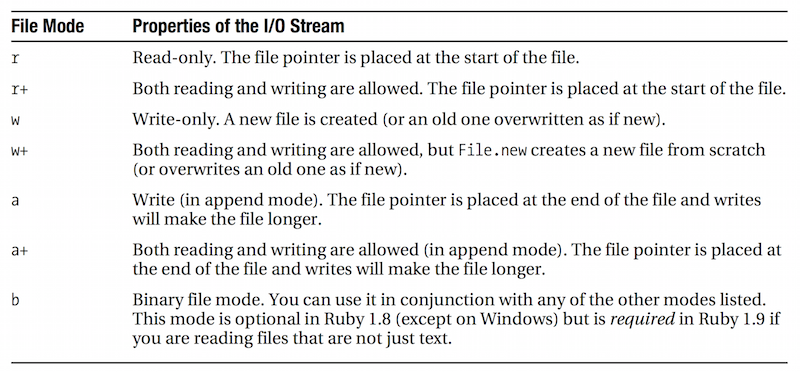 File Mode Properties of the I/O Stream
r Read-only. The file pointer is placed at the start of the file.
r+ Both reading and writing are allowed. The file pointer is placed at the start of the file.
w Write-only. A new file is created (or an old one overwritten as if new).
w+ Both reading and writing are allowed, but File.new creates a new file from scratch
(or overwrites an old one as if new).
a Write (in append mode). The file pointer is placed at the end of the file and writes
will make the file longer.
a+ Both reading and writing are allowed (in append mode). The file pointer is placed at
the end of the file and writes will make the file longer.
b Binary file mode. You can use it in conjunction with any of the other modes listed.
This mode is optional in Ruby 1.8 (except on Windows) but is required in Ruby 1.9 if
you are reading files that are not just text.